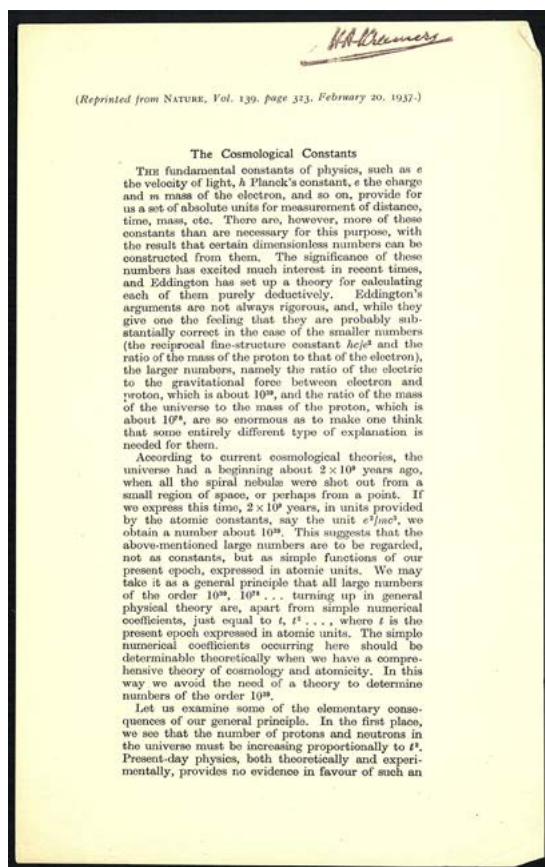 H A Kramers
(Reprinted from NATURE, Vol. 139, page 323, February 20, 1937.)
The Cosmological Constants
THE fundamental constants of physics, such as c
the velocity of light, h Planck's constant, e the charge
and m mass of the electron, and so on, provide for
us a set of absolute units for measurement of distance,
time, mass, etc. There are, however, more of these
constants than are necessary for this purpose, with
the result that certain dimensionless numbers can be
constructed from them. The significance of these
numbers has excited much interest in recent times,
and Eddington has set up a theory for calculating
each of them purely deductively. Eddington's
arguments are not always rigorous, and, while they
give one the feeling that they are probably sub-
stantially correct in the case of the smaller numbers
(the reciprocal fine-structure constant hc/e² and the
ratio of the mass of the proton to that of the electron),
the larger numbers, namely the ratio of the electric
to the gravitational force between electron and
proton, which is about 10³⁹, and the ratio of the mass
of the universe to the mass of the proton, which is
about 10⁷⁸, are so enormous as to make one think
that some entirely different type of explanation is
needed for them.
According to current cosmological theories, the
universe had a beginning about 2 × 10⁹ years ago,
when all the spiral nebulæ were shot out from a
small region of space, or perhaps from a point. If
we express this time, 2 × 10⁹ years, in units provided
by the atomic constants, say the unit e²/mc³, we
obtain a number about 10³⁹. This suggests that the
above-mentioned large numbers are to be regarded,
not as constants, but as simple functions of our
present epoch, expressed in atomic units. We may
take it as a general principle that all large numbers
of the order 10³⁹, 10⁷⁸ . . . turning up in general
physical theory are, apart from simple numerical
coefficients, just equal to t, t² . . . , where t is the
present epoch expressed in atomic units. The simple
numerical coefficients occurring here should be
determinable theoretically when we have a compre-
hensive theory of cosmology and atomicity. In this
way we avoid the need of a theory to determine
numbers of the order 10³⁹.
Let us examine some of the elementary conse-
quences of our general principle. In the first place,
we see that the number of protons and neutrons in
the universe must be increasing proportionally to t².
Present-day physics, both theoretically and experi-
mentally, provides no evidence in favour of such an